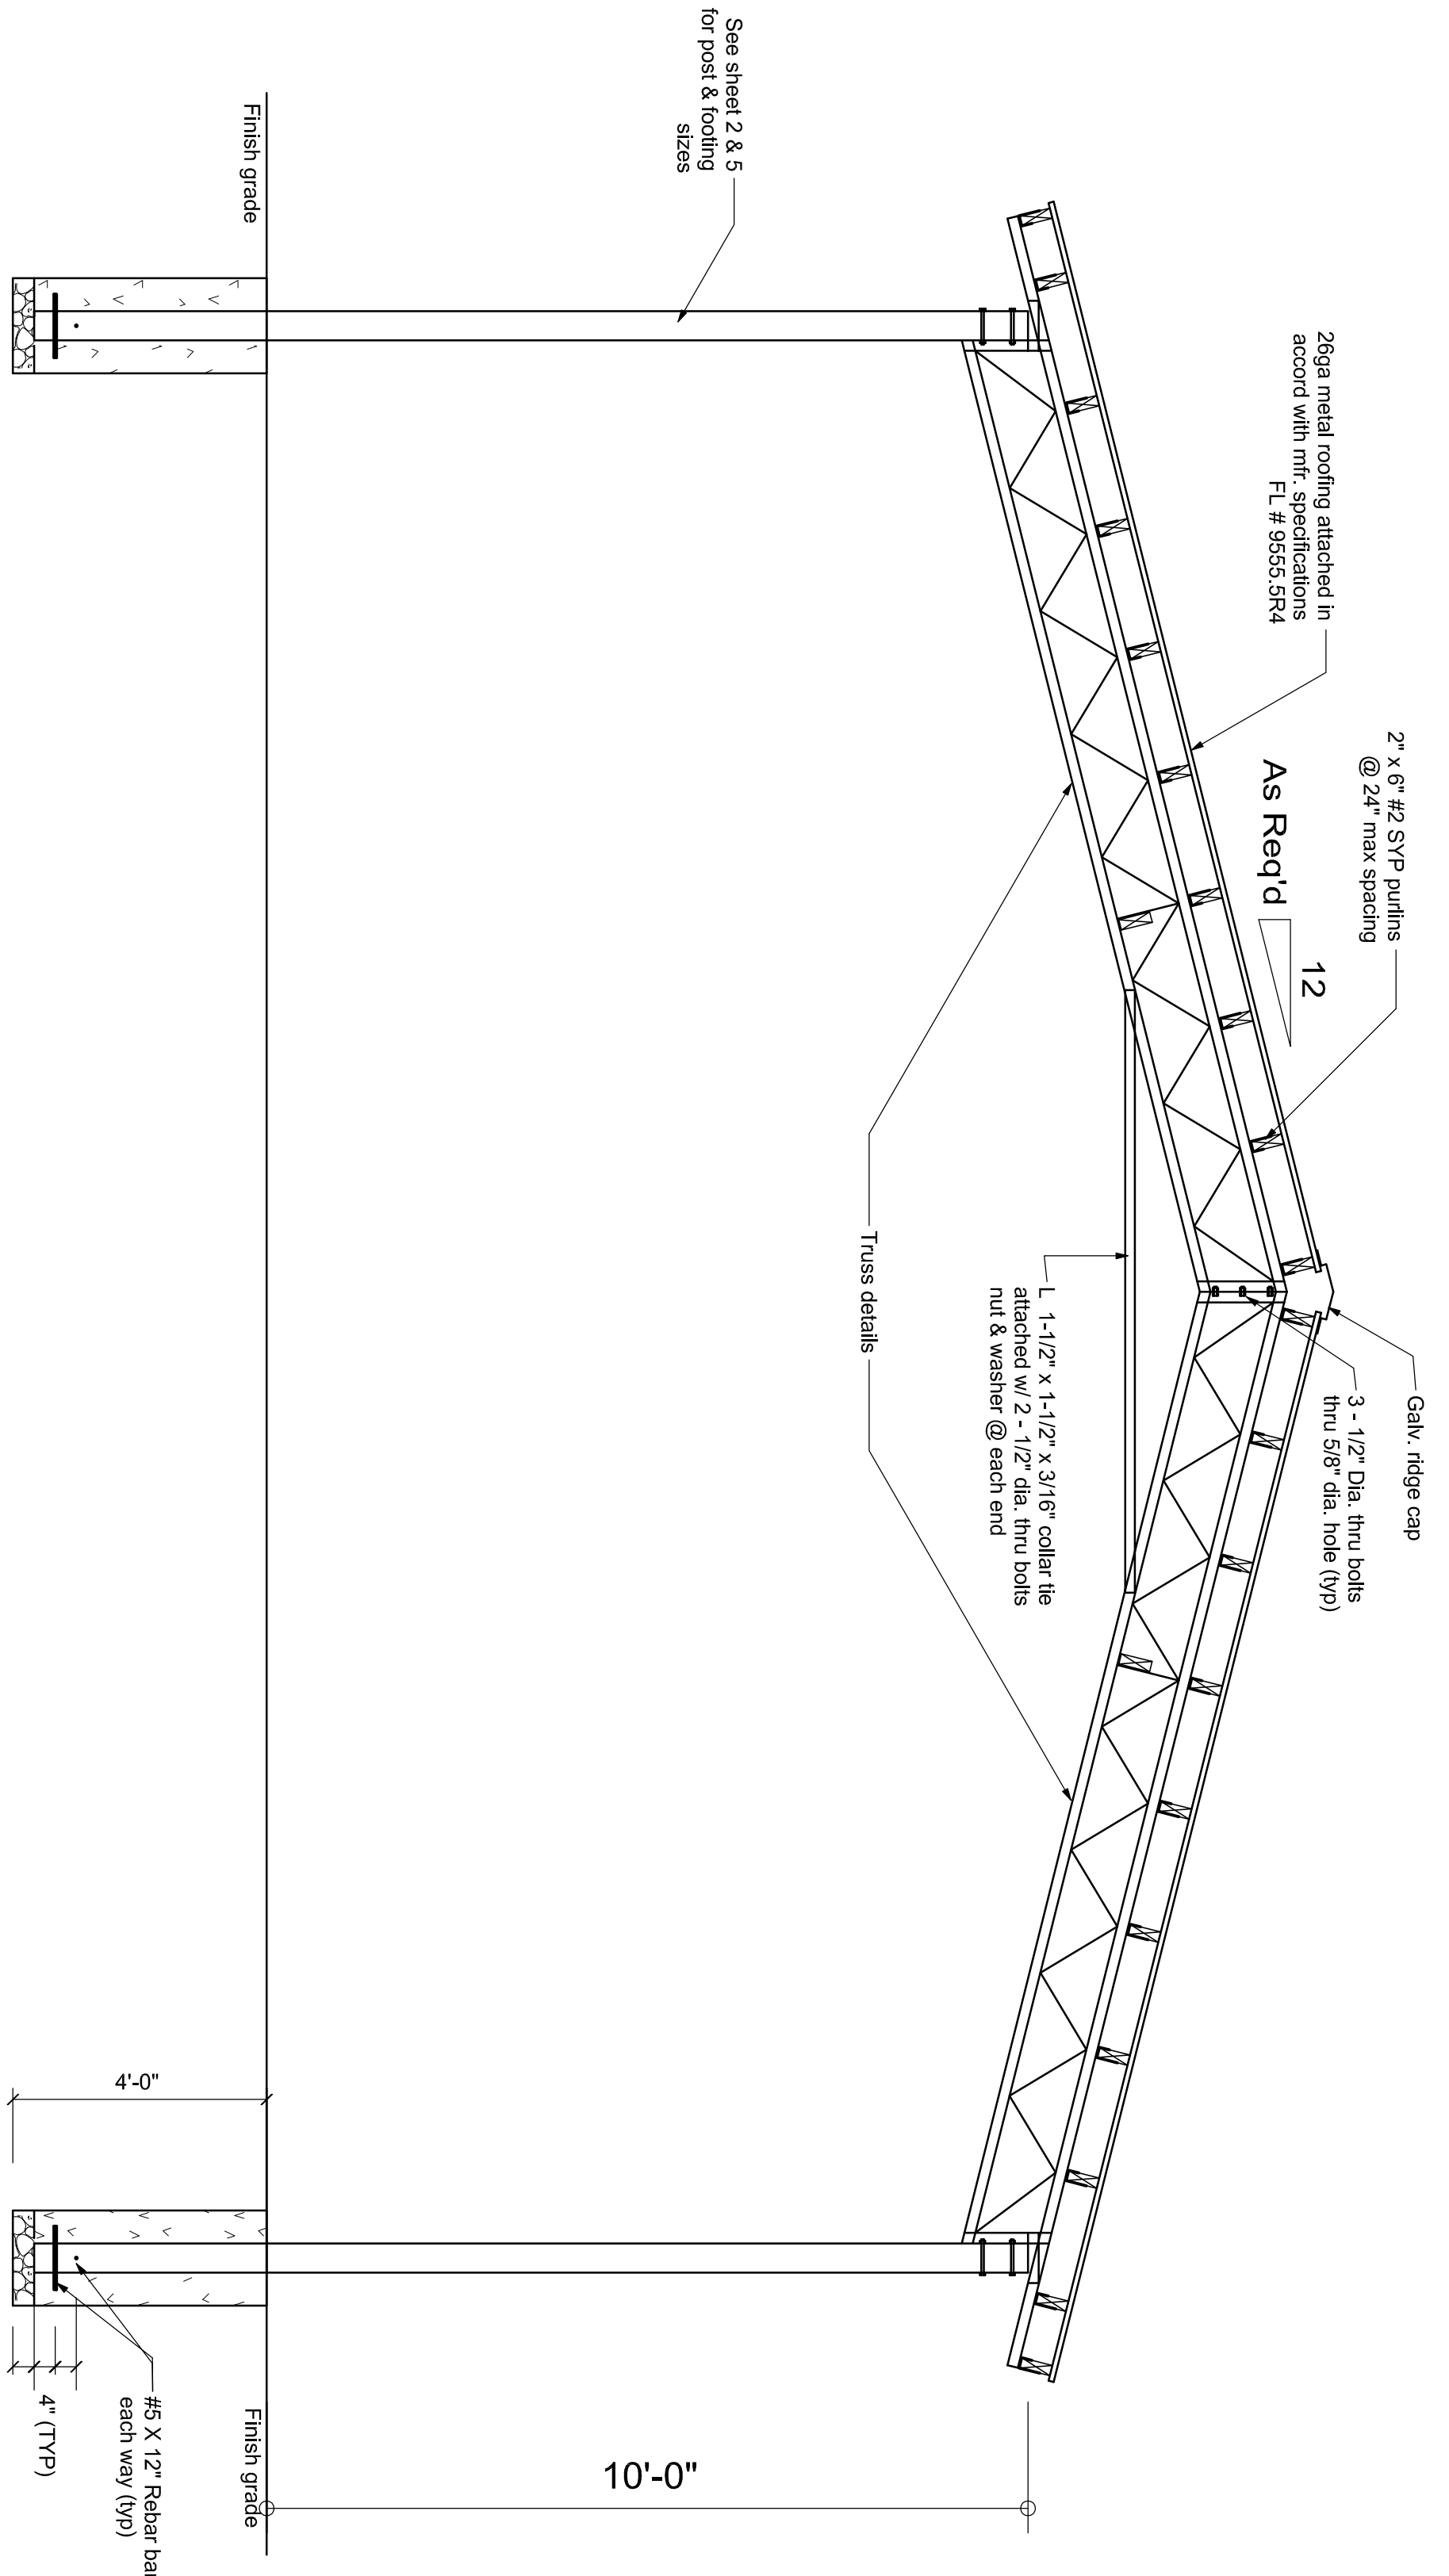 Galv. ridge cap
3 - 1/2" Dia. thru bolts
thru 5/8" dia. hole (typ)
2" x 6" #2 SYP purlins
@ 24" max spacing
12
As Req'd
26ga metal roofing attached in
accord with mfr. specifications
FL # 9555.5R4
L 1-1/2" x 1-1/2" x 3/16" collar tie
attached w/ 2 - 1/2" dia. thru bolts
nut & washer @ each end
Truss details
See sheet 2 & 5
for post & footing
sizes
10'-0"
Finish grade
Finish grade
4'-0"
#5 X 12" Rebar bar
each way (typ)
4" (TYP)